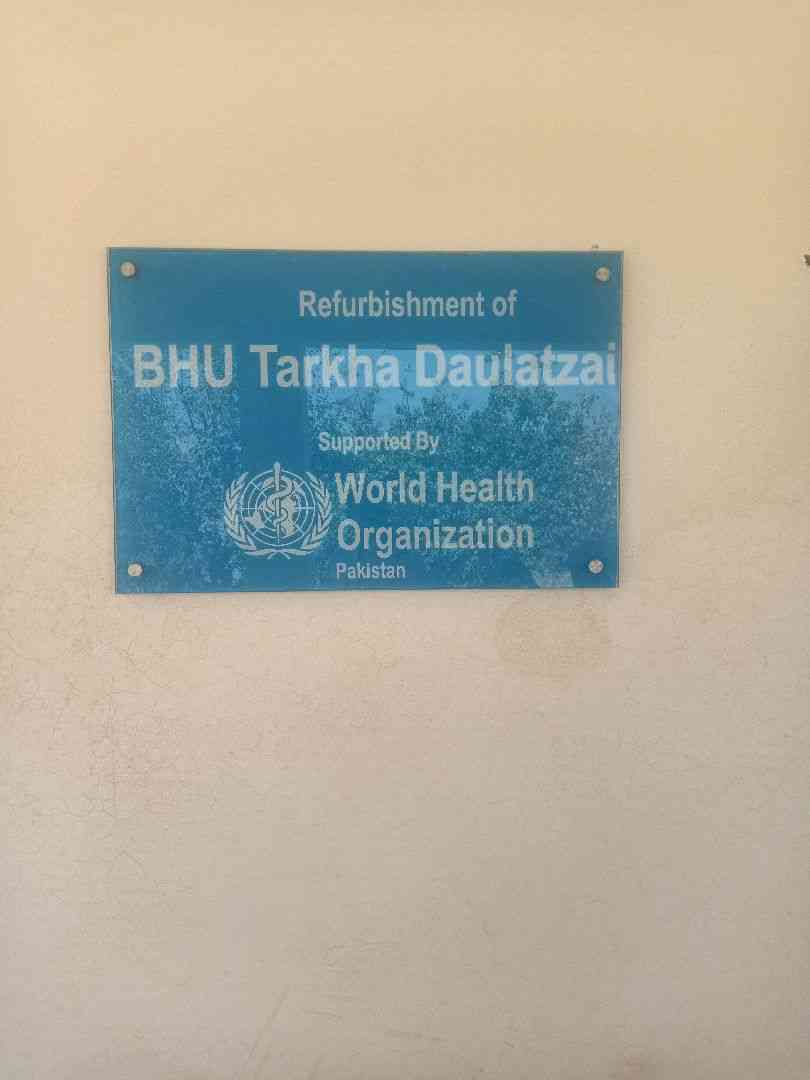 Refurbishment of
BHU Tarkha Daulatzai
Supported By
World Health
Organization
Pakistan